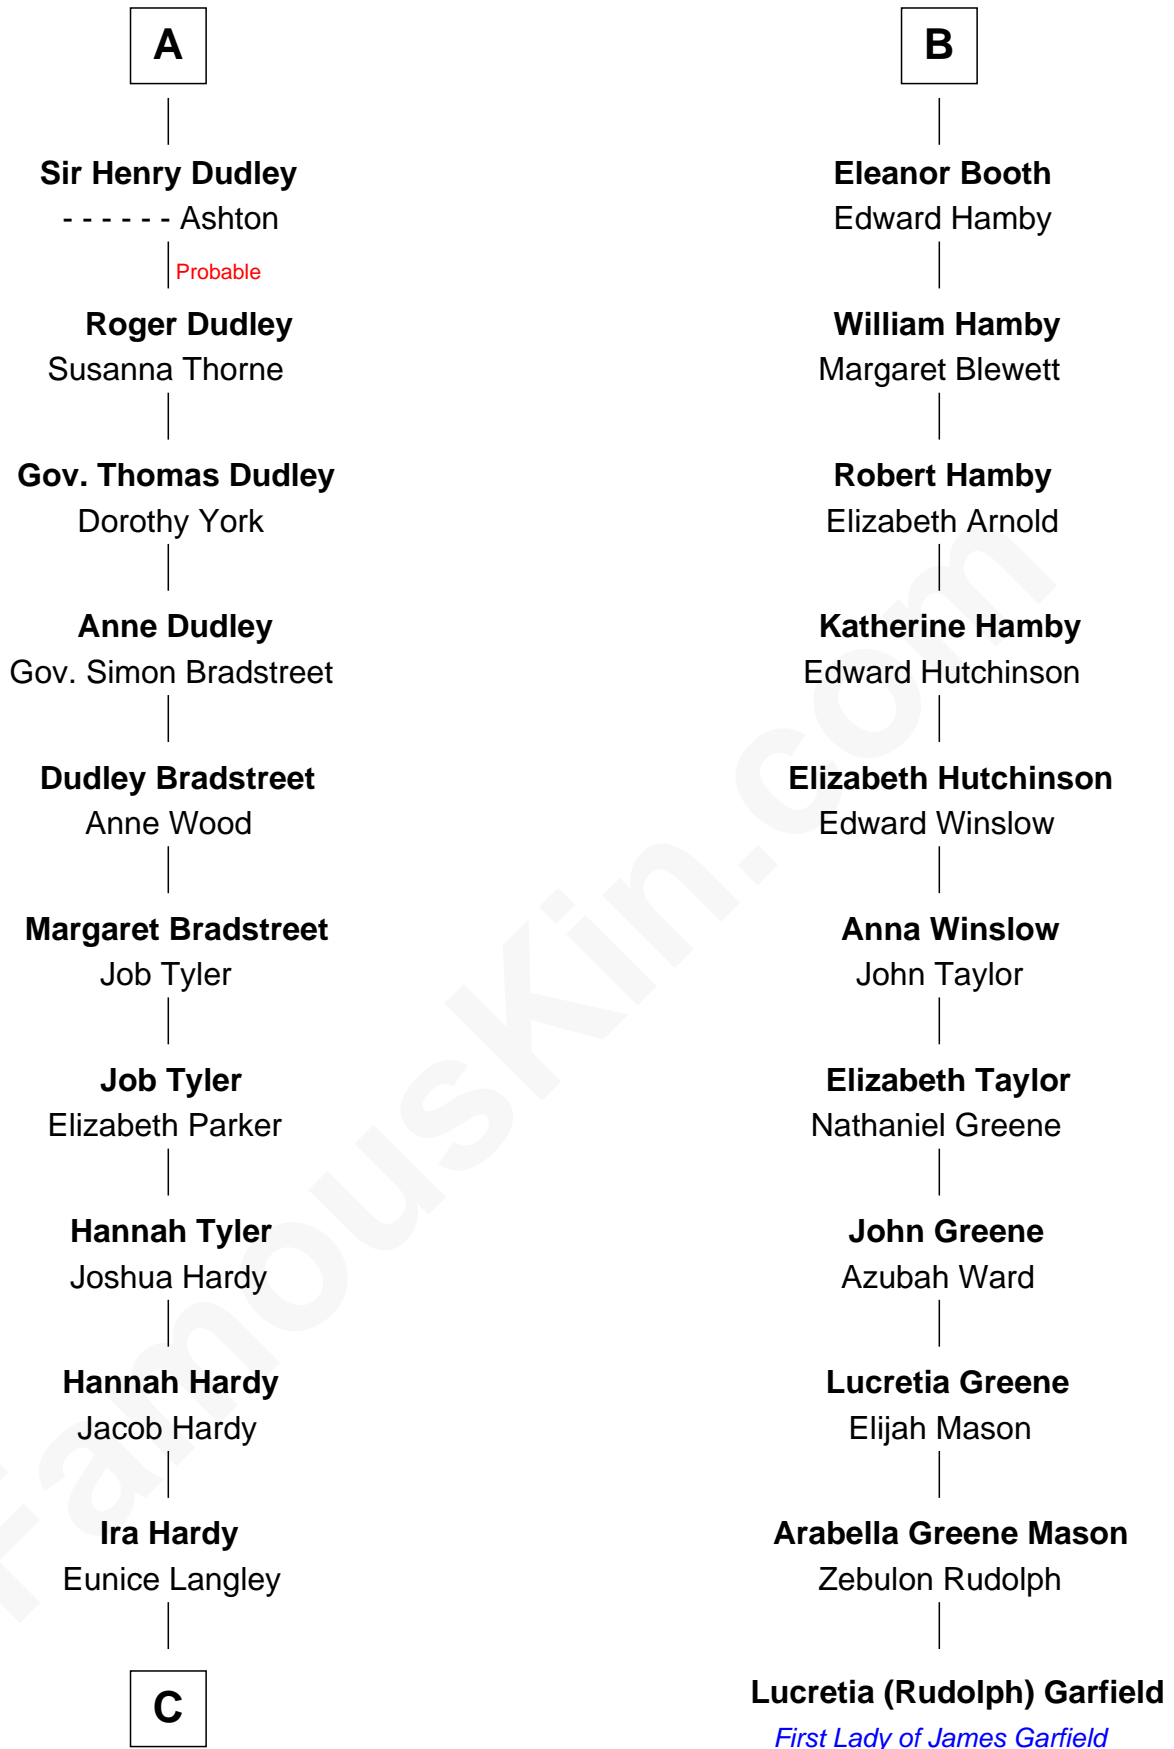 A
Sir Henry Dudley
- - - - - - Ashton
Probable
Roger Dudley
Susanna Thorne
Gov. Thomas Dudley
Dorothy York
Anne Dudley
Gov. Simon Bradstreet
Dudley Bradstreet
Anne Wood
Margaret Bradstreet
Job Tyler
Job Tyler
Elizabeth Parker
Hannah Tyler
Joshua Hardy
Hannah Hardy
Jacob Hardy
Ira Hardy
Eunice Langley
C
B
Eleanor Booth
Edward Hamby
William Hamby
Margaret Blewett
Robert Hamby
Elizabeth Arnold
Katherine Hamby
Edward Hutchinson
Elizabeth Hutchinson
Edward Winslow
Anna Winslow
John Taylor
Elizabeth Taylor
Nathaniel Greene
John Greene
Azubah Ward
Lucretia Greene
Elijah Mason
Arabella Greene Mason
Zebulon Rudolph
Lucretia (Rudolph) Garfield
First Lady of James Garfield
FamousKin.com